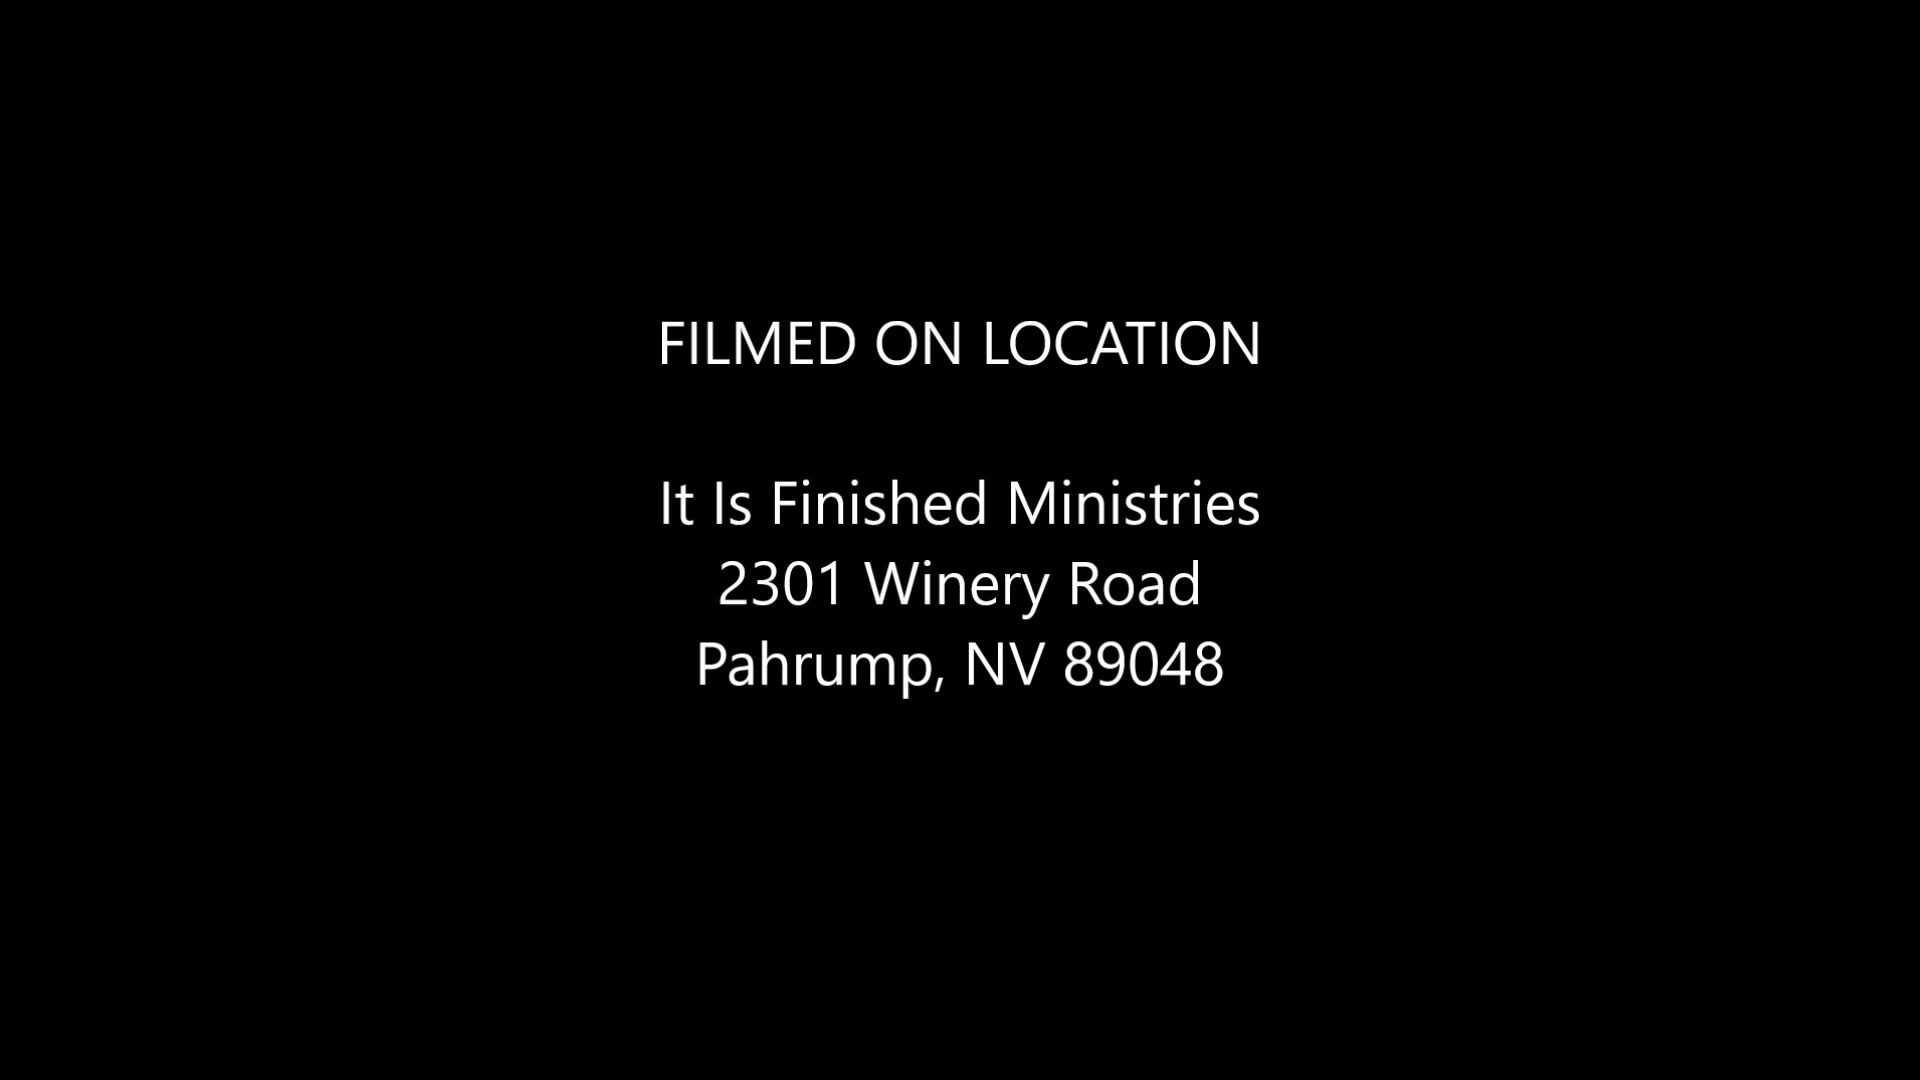 FILMED ON LOCATION
It Is Finished Ministries
2301 Winery Road
Pahrump, NV 89048